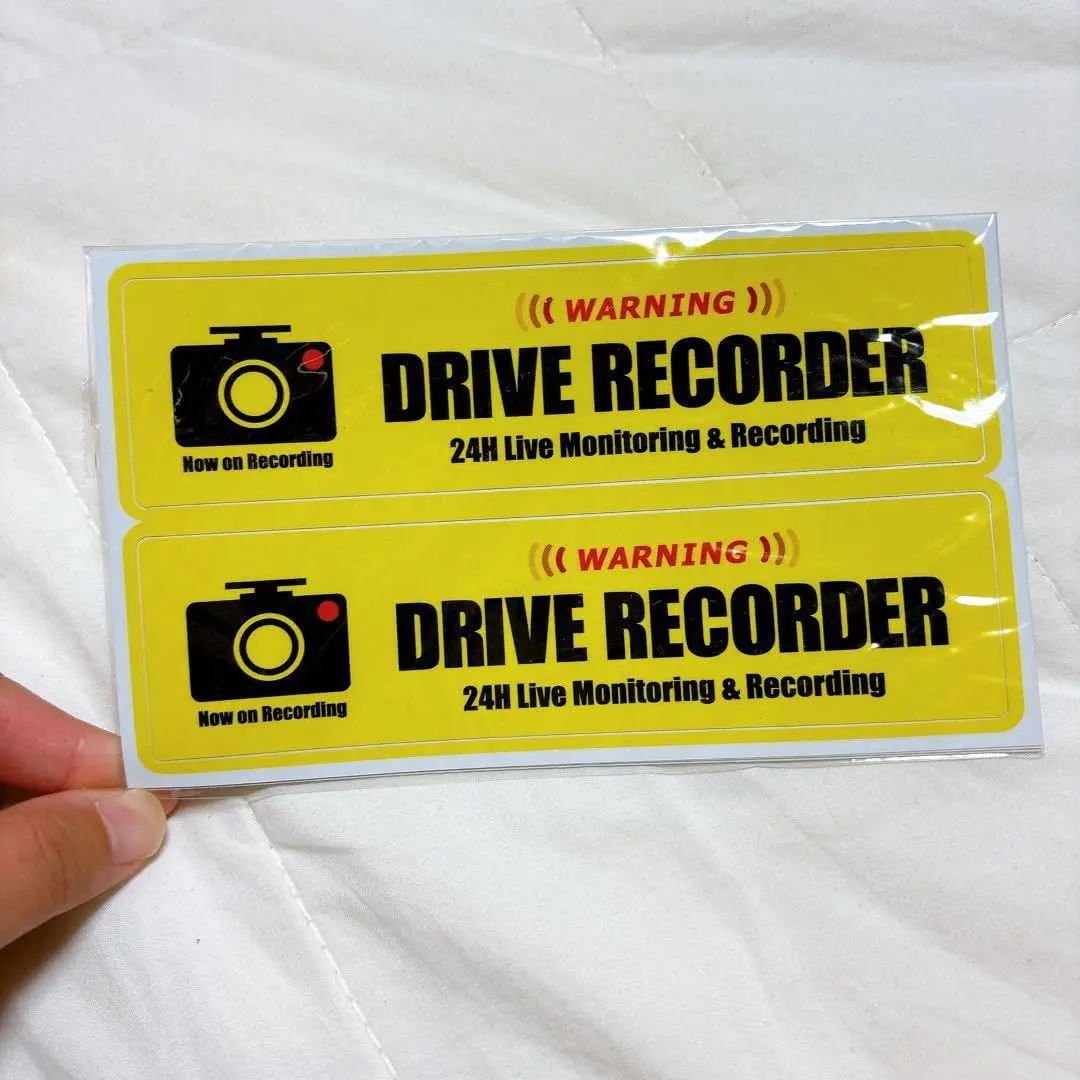 ((( WARNING )))
DRIVE RECORDER
24H Live Monitoring & Recording
Now on Recording
((( WARNING )))
DRIVE RECORDER
24H Live Monitoring & Recording
Now on Recording